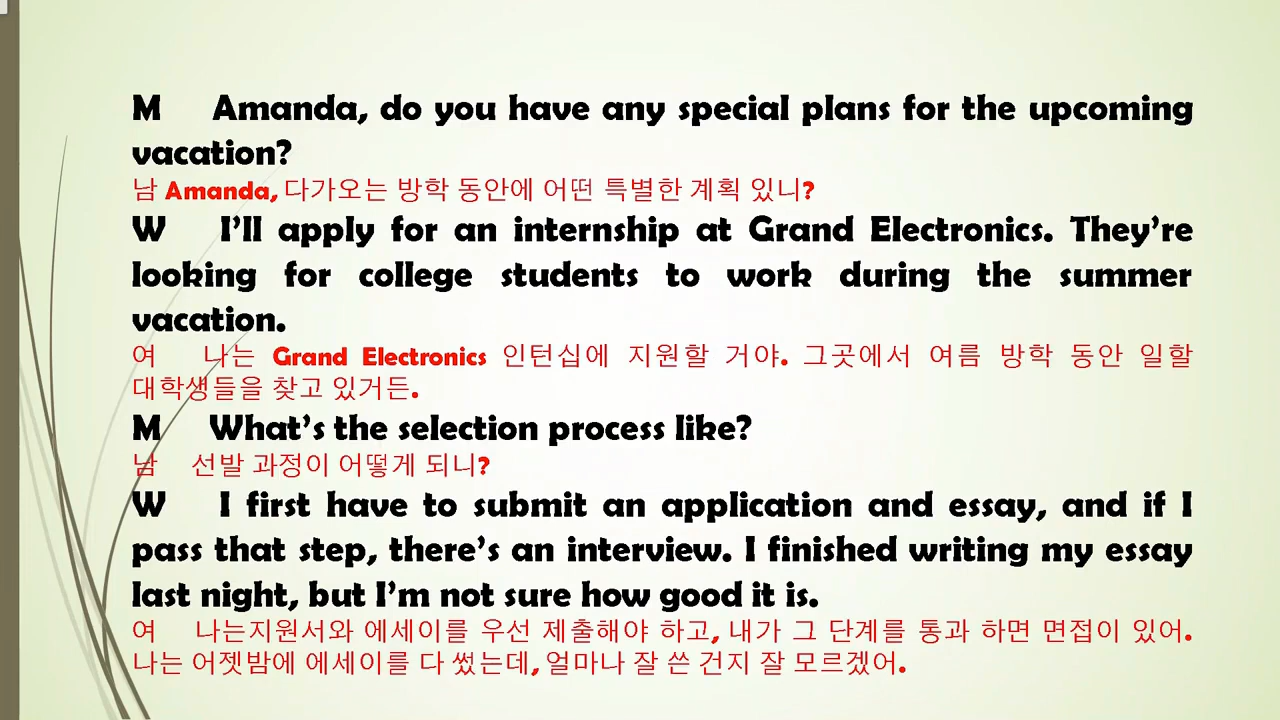 M Amanda, do you have any special plans for the upcoming
vacation?
남 Amanda, 다가오는 방학 동안에 어떤 특별한 계획 있니?
W I’ll apply for an internship at Grand Electronics. They’re
looking for college students to work during the summer
vacation.
여 나는 Grand Electronics 인턴십에 지원할 거야. 그곳에서 여름 방학 동안 일할
대학생들을 찾고 있거든.
M What’s the selection process like?
남 선발 과정이 어떻게 되니?
W I first have to submit an application and essay, and if I
pass that step, there’s an interview. I finished writing my essay
last night, but I’m not sure how good it is.
여 나는지원서와 에세이를 우선 제출해야 하고, 내가 그 단계를 통과 하면 면접이 있어.
나는 어젯밤에 에세이를 다 썼는데, 얼마나 잘 쓴 건지 잘 모르겠어.